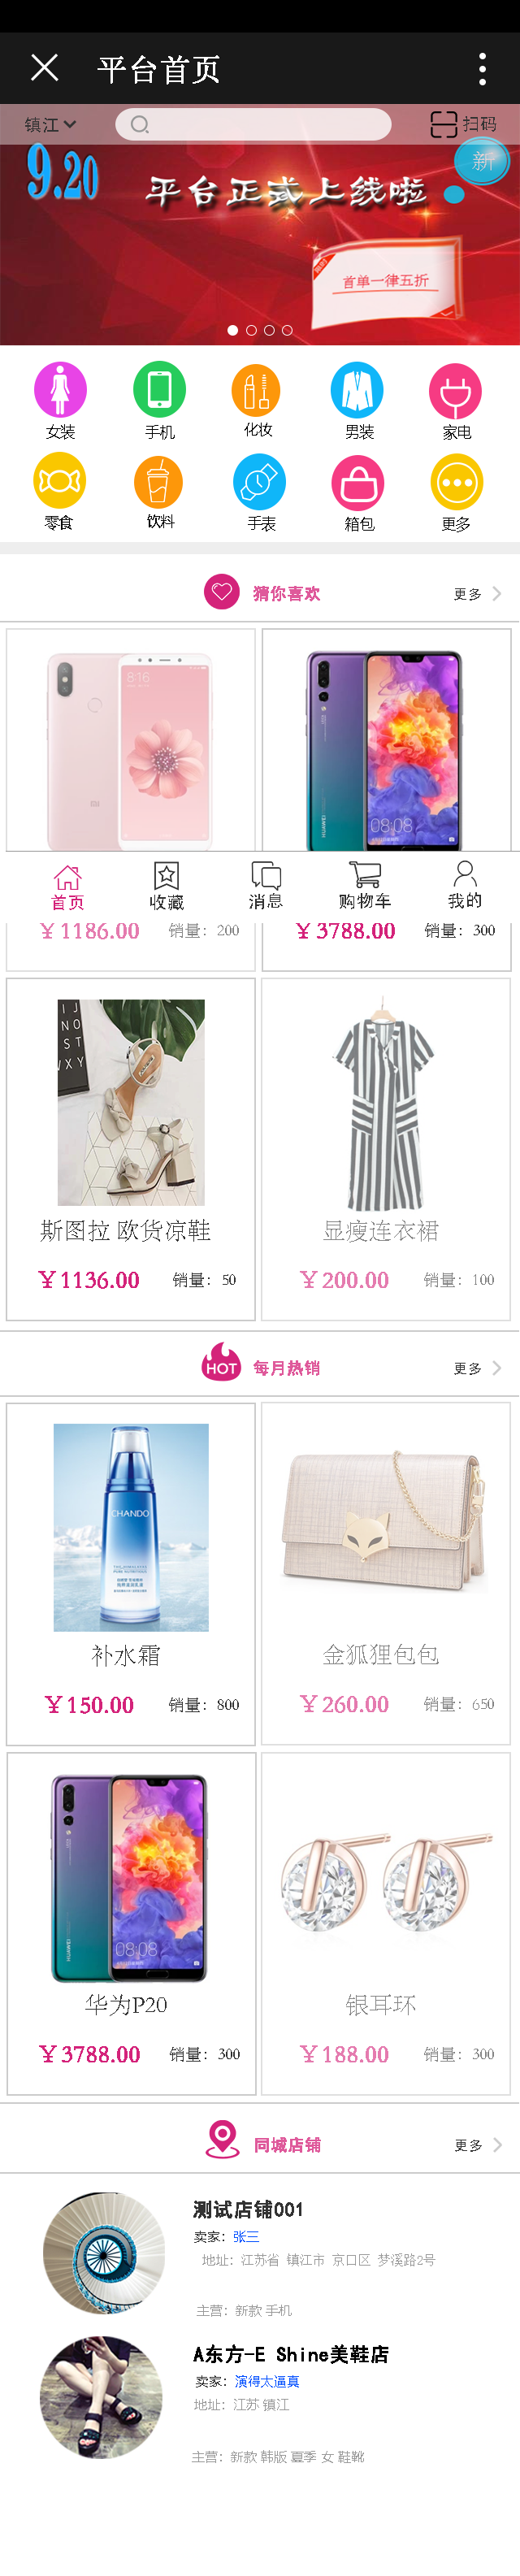 平台首页
镇江
扫码
9.20
新
平台正式上线啦
首单一律五折
女装
手机
化妆
男装
家电
零食
饮料
手表
箱包
更多
猜你喜欢
更多
8:16
mi
HUAWEI
08:08
首页
收藏
消息
购物车
我的
￥1186.00
销量：200
￥3788.00
销量：300
斯图拉 欧货凉鞋
￥1136.00
销量：50
显瘦连衣裙
￥200.00
销量：100
HOT
每月热销
更多
CHANDO
补水霜
￥150.00
销量：800
金狐狸包包
￥260.00
销量：650
HUAWEI
08:08
华为P20
￥3788.00
销量：300
银耳环
￥188.00
销量：300
同城店铺
更多
测试店铺001
卖家：张三
地址：江苏省 镇江市 京口区 梦溪路2号
主营：新款 手机
A东方-E Shine美鞋店
卖家：演得太逼真
地址：江苏 镇江
主营：新款 韩版 夏季 女 鞋靴